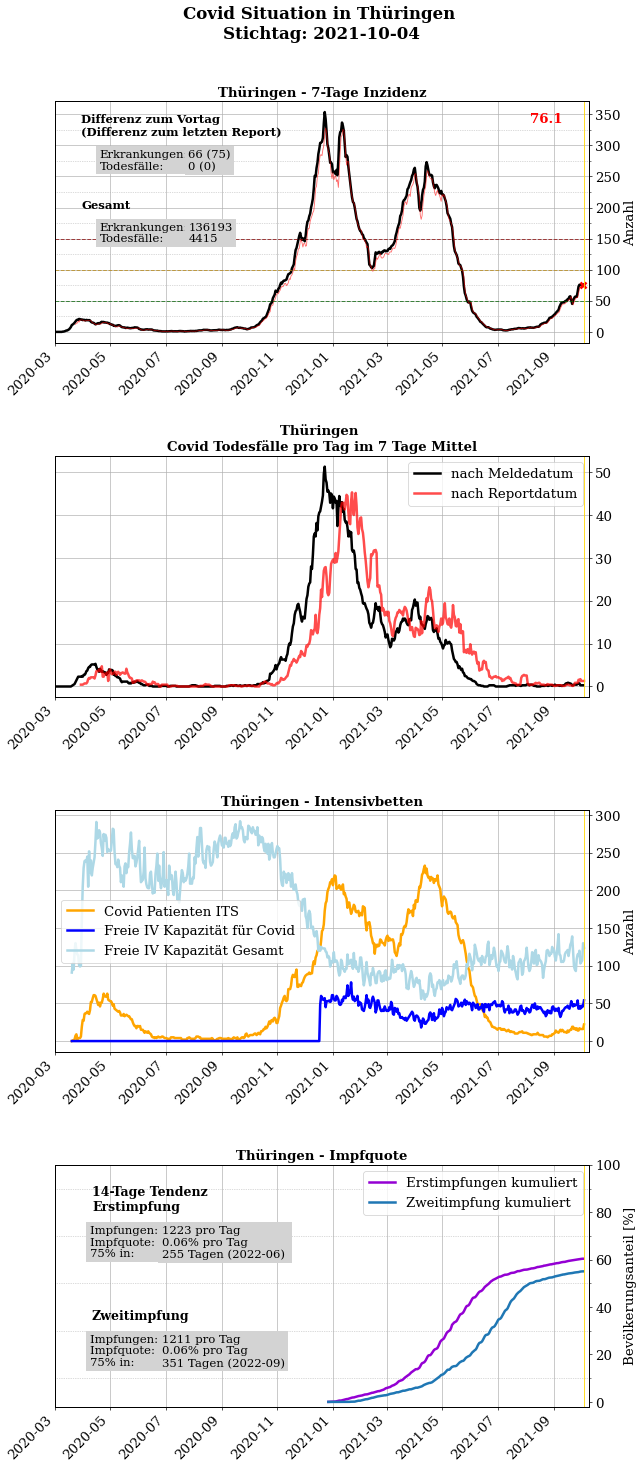 Covid Situation in Thüringen
Stichtag: 2021-10-04
Thüringen - 7-Tage Inzidenz
Differenz zum Vortag
(Differenz zum letzten Report)
Erkrankungen 66 (75)
Todesfälle: 0 (0)
Gesamt
Erkrankungen 136193
Todesfälle: 4415
76.1
350
300
250
200
150
100
50
0
Anzahl
2020-03 2020-05 2020-07 2020-09 2020-11 2021-01 2021-03 2021-05 2021-07 2021-09
Thüringen
Covid Todesfälle pro Tag im 7 Tage Mittel
nach Meldedatum
nach Reportdatum
50
40
30
20
10
0
2020-03 2020-05 2020-07 2020-09 2020-11 2021-01 2021-03 2021-05 2021-07 2021-09
Thüringen - Intensivbetten
Covid Patienten ITS
Freie IV Kapazität für Covid
Freie IV Kapazität Gesamt
300
250
200
150
100
50
0
Anzahl
2020-03 2020-05 2020-07 2020-09 2020-11 2021-01 2021-03 2021-05 2021-07 2021-09
Thüringen - Impfquote
14-Tage Tendenz
Erstimpfung
Impfungen: 1223 pro Tag
Impfquote: 0.06% pro Tag
75% in: 255 Tagen (2022-06)
Zweitimpfung
Impfungen: 1211 pro Tag
Impfquote: 0.06% pro Tag
75% in: 351 Tagen (2022-09)
Erstimpfungen kumuliert
Zweitimpfung kumuliert
100
80
60
40
20
0
Bevölkerungsanteil [%]
2020-03 2020-05 2020-07 2020-09 2020-11 2021-01 2021-03 2021-05 2021-07 2021-09